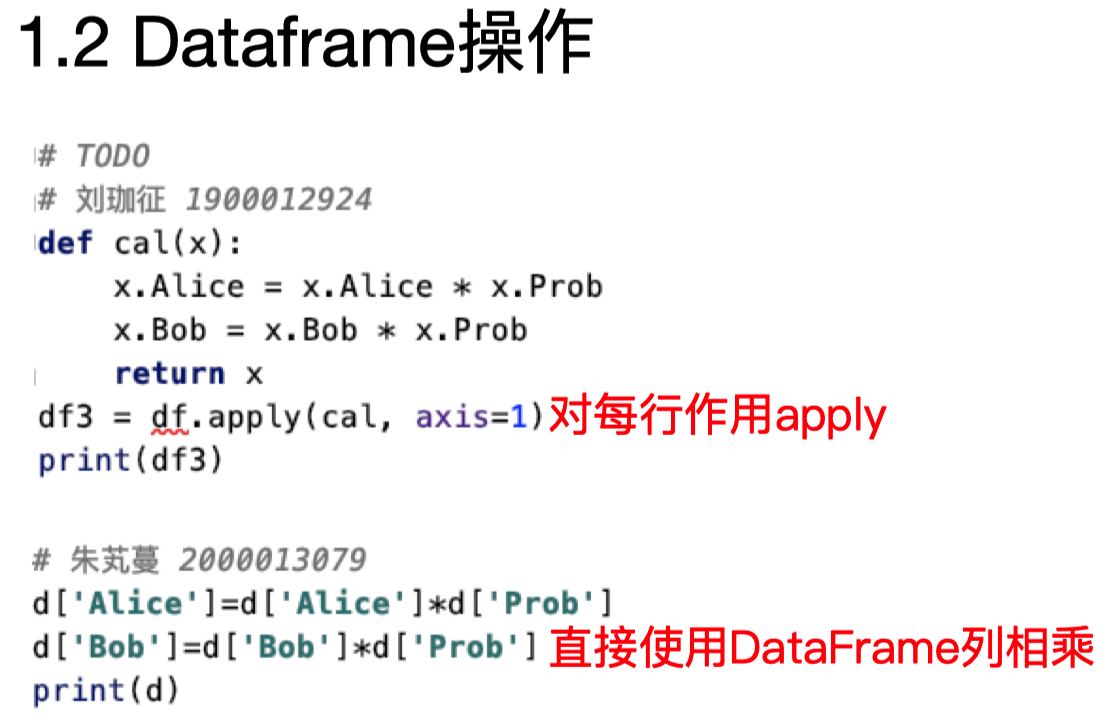 1.2 Dataframe操作
# TODO
# 刘珈征 1900012924
def cal(x):
    x.Alice = x.Alice * x.Prob
    x.Bob = x.Bob * x.Prob
    return x
df3 = df.apply(cal, axis=1)对每行作用apply
print(df3)
# 朱芄蔓 2000013079
d['Alice']=d['Alice']*d['Prob']
d['Bob']=d['Bob']*d['Prob'] 直接使用DataFrame列相乘
print(d)